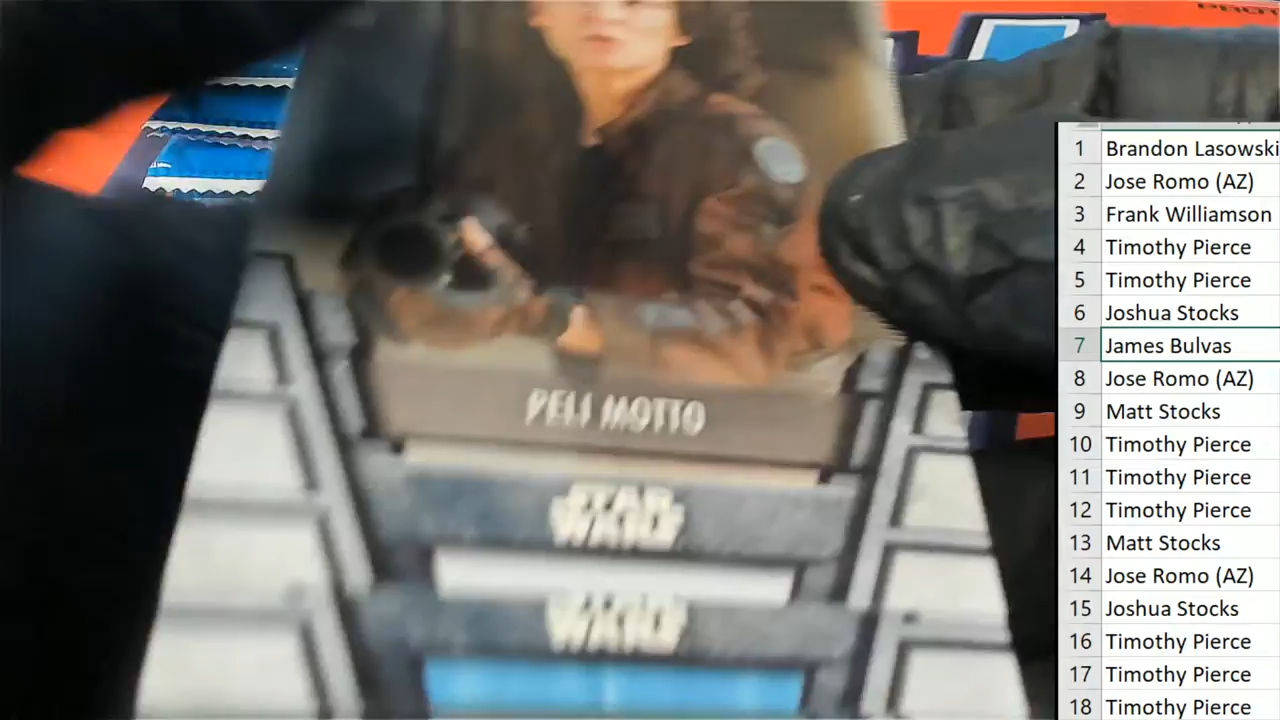 PELI MOTTO
STAR
WARS
STAR
WARS
1 Brandon Lasowski
2 Jose Romo (AZ)
3 Frank Williamson
4 Timothy Pierce
5 Timothy Pierce
6 Joshua Stocks
7 James Bulvas
8 Jose Romo (AZ)
9 Matt Stocks
10 Timothy Pierce
11 Timothy Pierce
12 Timothy Pierce
13 Matt Stocks
14 Jose Romo (AZ)
15 Joshua Stocks
16 Timothy Pierce
17 Timothy Pierce
18 Timothy Pierce